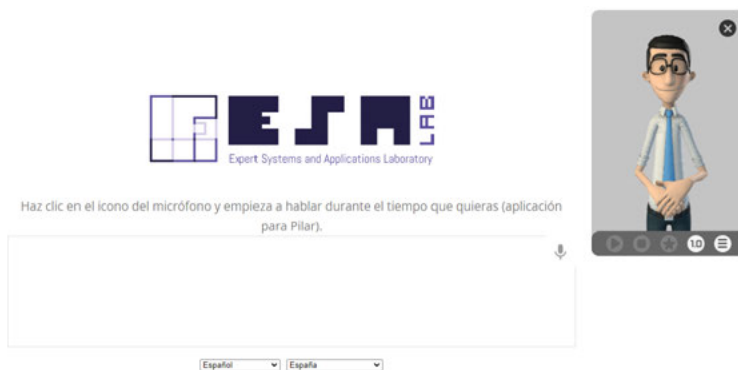 ESA LAB
Expert Systems and Applications Laboratory
Haz clic en el icono del micrófono y empieza a hablar durante el tiempo que quieras (aplicación
para Pilar).
1.0
Español España